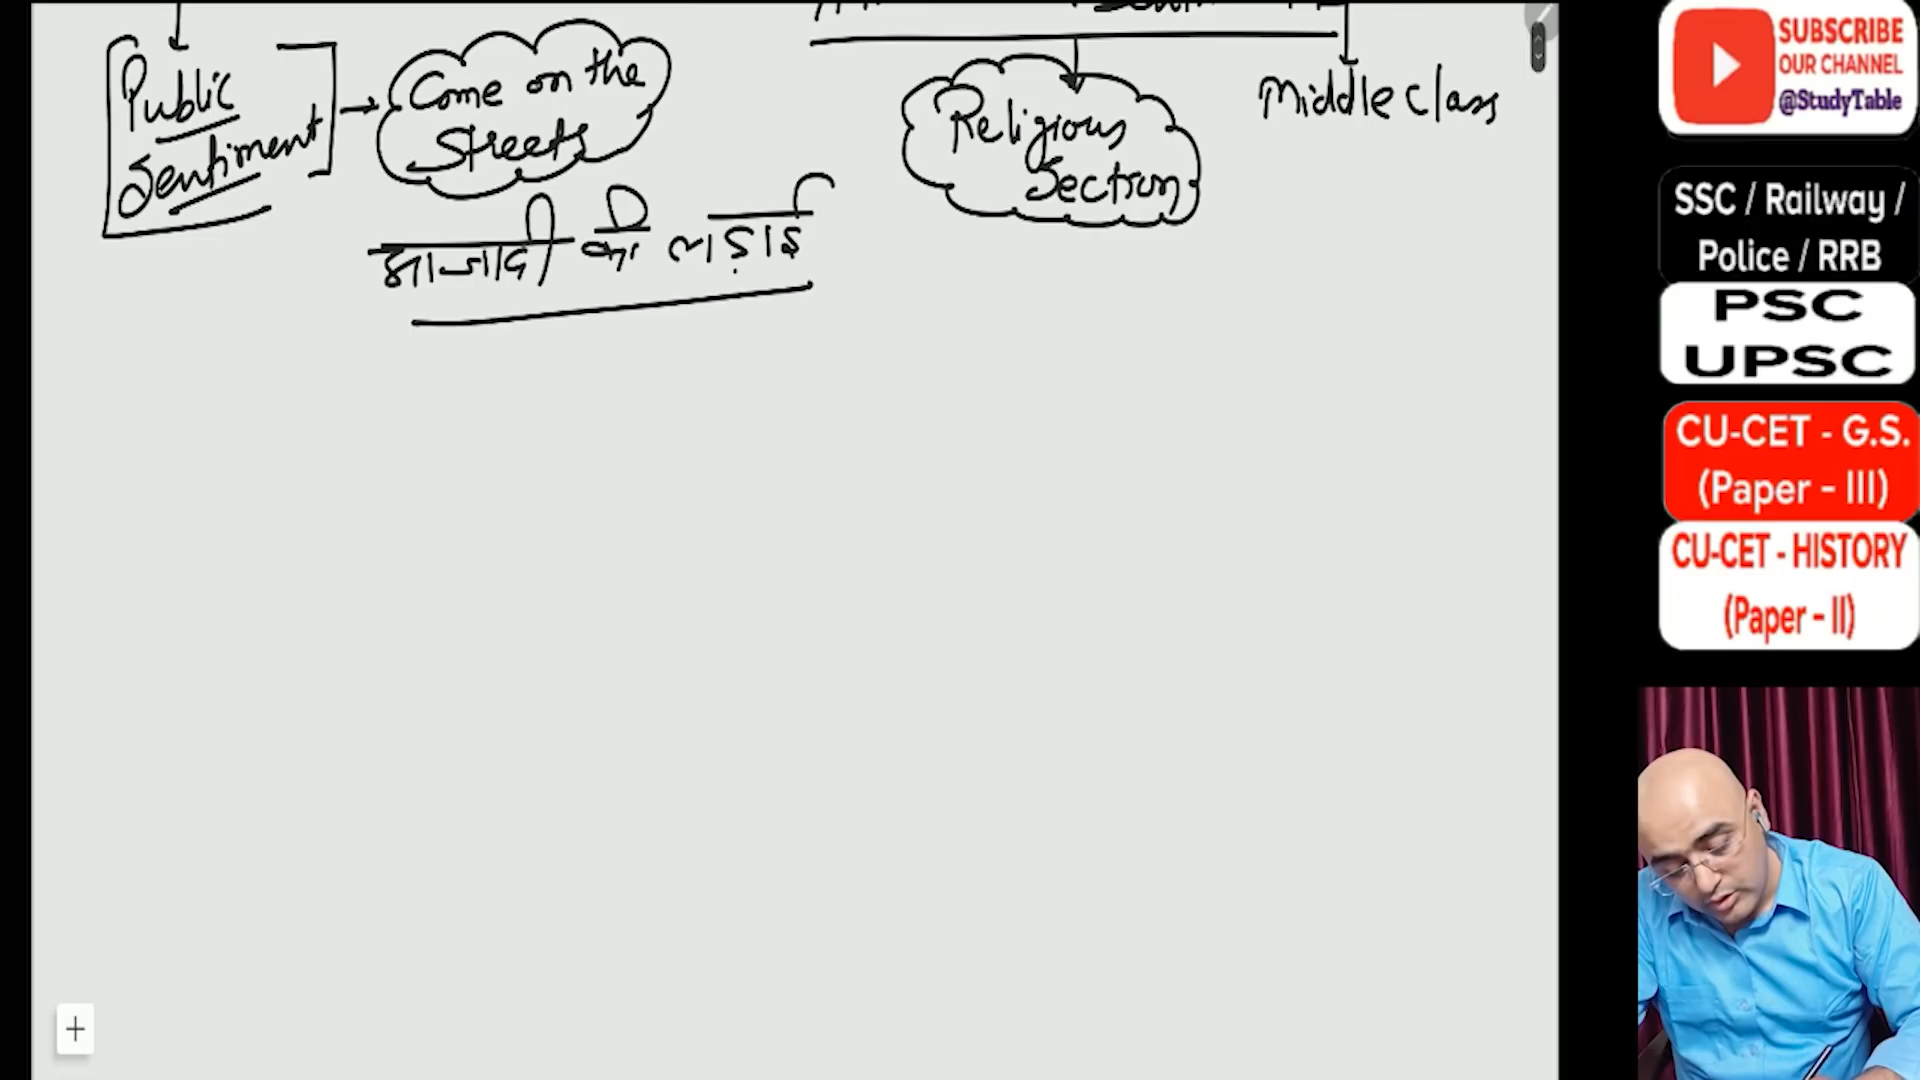 Public
Sentiment
Come on the
Streets
आजादी की लड़ाई
Religious
Section
Middle class
SUBSCRIBE
OUR CHANNEL
@StudyTable
SSC / Railway /
Police / RRB
PSC
UPSC
CU-CET - G.S.
(Paper - III)
CU-CET - HISTORY
(Paper - II)
+